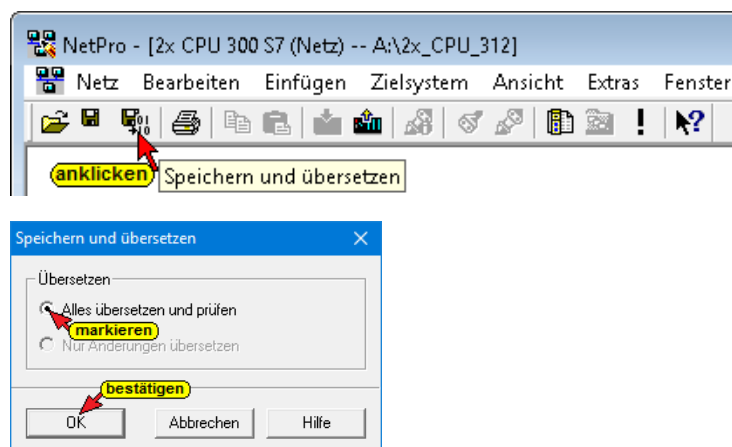 NetPro - [2x CPU 300 S7 (Netz) -- A:\2x_CPU_312]
Netz Bearbeiten Einfügen Zielsystem Ansicht Extras Fenster
anklicken Speichern und übersetzen
Speichern und übersetzen
Übersetzen
Alles übersetzen und prüfen
markieren
Nur Änderungen übersetzen
bestätigen
OK Abbrechen Hilfe